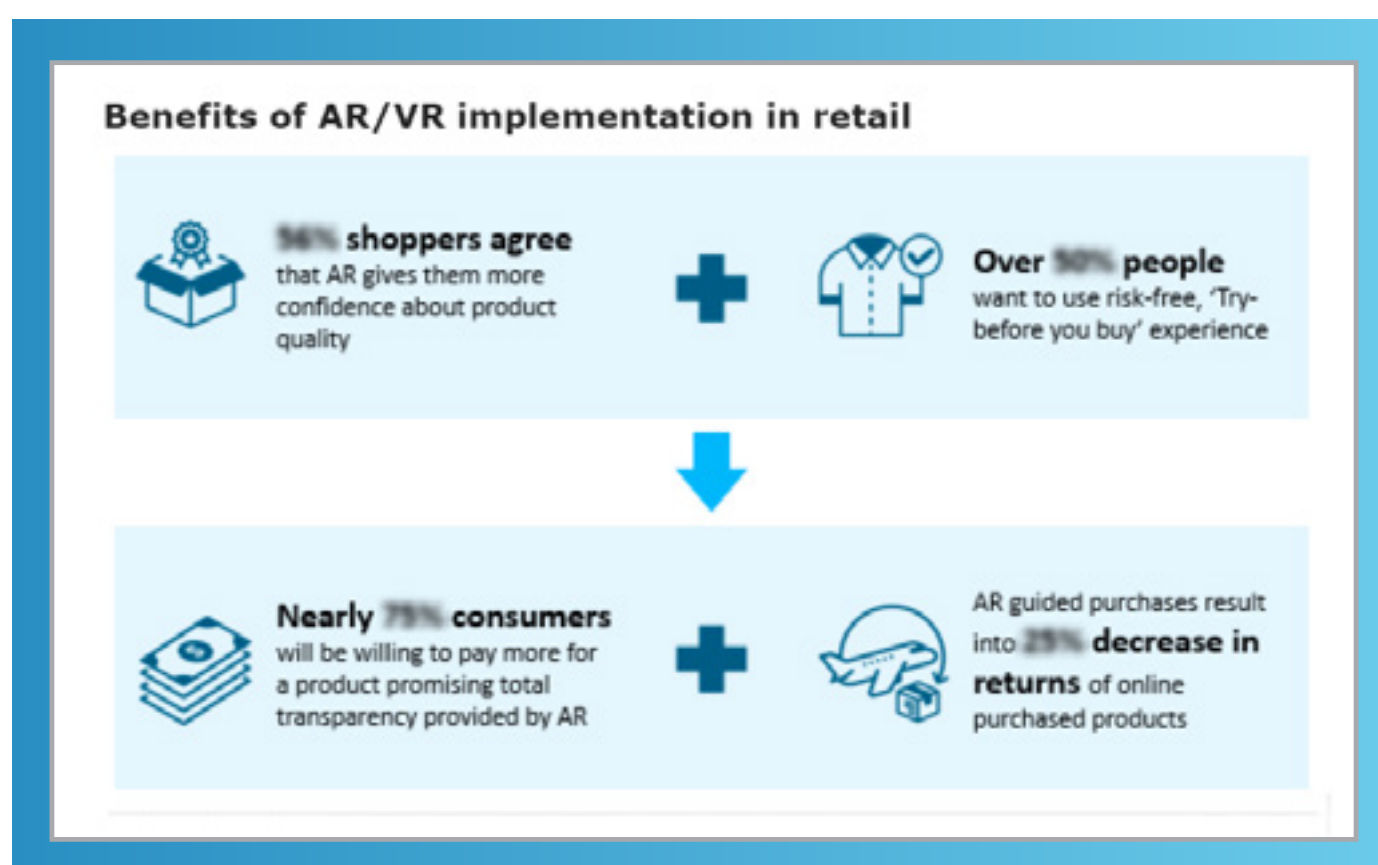 Benefits of AR/VR implementation in retail
shoppers agree
that AR gives them more
confidence about product
quality
Over people
want to use risk-free, ‘Try-
before you buy’ experience
Nearly consumers
will be willing to pay more for
a product promising total
transparency provided by AR
AR guided purchases result
into decrease in
returns of online
purchased products